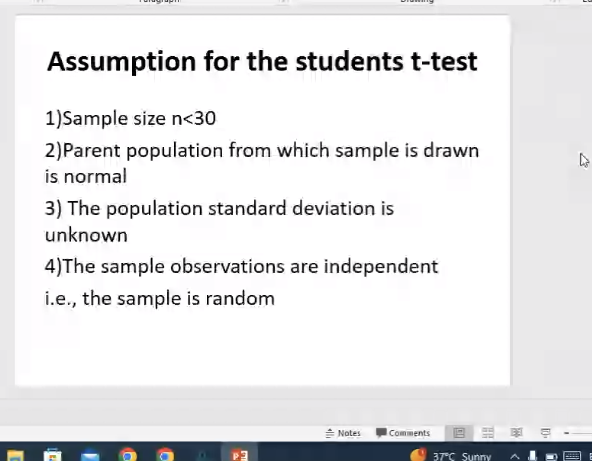 Assumption for the students t-test
1)Sample size n<30
2)Parent population from which sample is drawn
is normal
3) The population standard deviation is
unknown
4)The sample observations are independent
i.e., the sample is random
Notes Comments
37°C Sunny